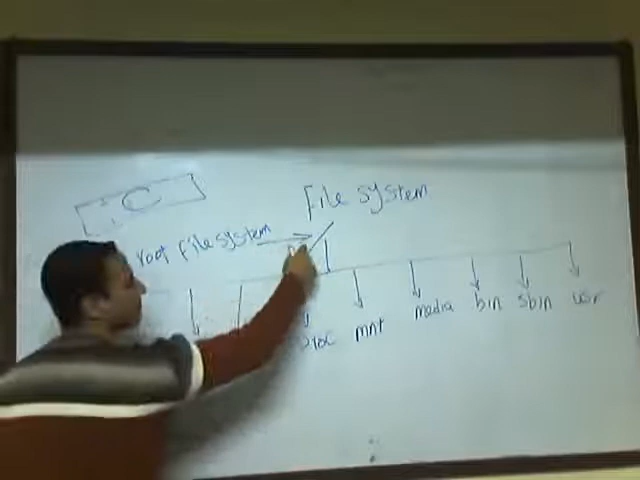 File system
C
root file system → /
proc mnt media bin sbin usr